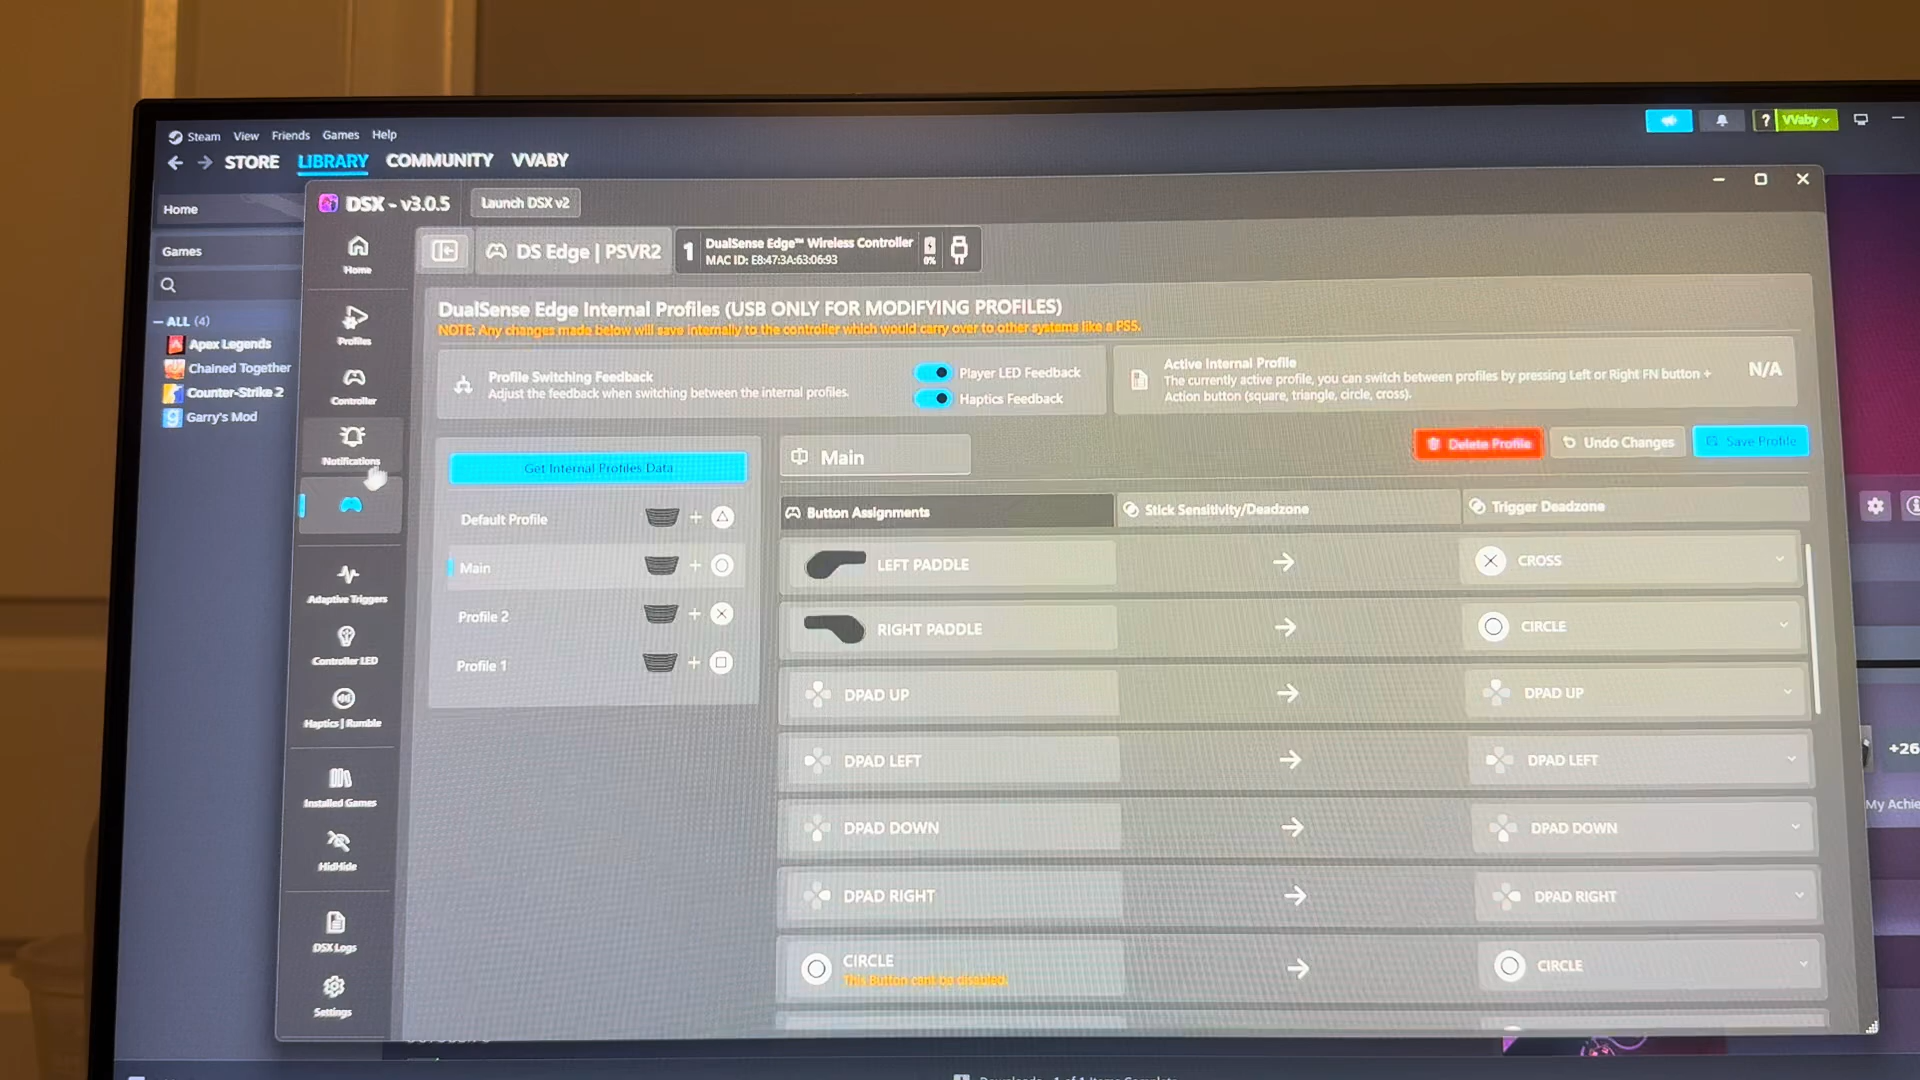 Steam View Friends Games Help
? VVaby
STORE LIBRARY COMMUNITY VVABY
Home
Games
ALL (4)
Apex Legends
Chained Together
Counter-Strike 2
Garry's Mod
DSX - v3.0.5
Launch DSX v2
Home
Profiles
Controller
Notifications
Adaptive Triggers
Controller LED
Haptics | Rumble
Installed Games
HidHide
DSX Logs
Settings
DS Edge | PSVR2
1 DualSense Edge™ Wireless Controller
MAC ID: E8:47:3A:63:06:93
0%
DualSense Edge Internal Profiles (USB ONLY FOR MODIFYING PROFILES)
NOTE: Any changes made below will save internally to the controller which would carry over to other systems like a PS5.
Profile Switching Feedback
Adjust the feedback when switching between the internal profiles.
Player LED Feedback
Haptics Feedback
Active Internal Profile
The currently active profile, you can switch between profiles by pressing Left or Right FN button +
Action button (square, triangle, circle, cross).
N/A
Get Internal Profiles Data
Default Profile +
Main +
Profile 2 +
Profile 1 +
Main
Delete Profile
Undo Changes
Save Profile
Button Assignments
Stick Sensitivity/Deadzone
Trigger Deadzone
LEFT PADDLE → CROSS
RIGHT PADDLE → CIRCLE
DPAD UP → DPAD UP
DPAD LEFT → DPAD LEFT
DPAD DOWN → DPAD DOWN
DPAD RIGHT → DPAD RIGHT
CIRCLE → CIRCLE
This Button cant be disabled.
+26
My Achie